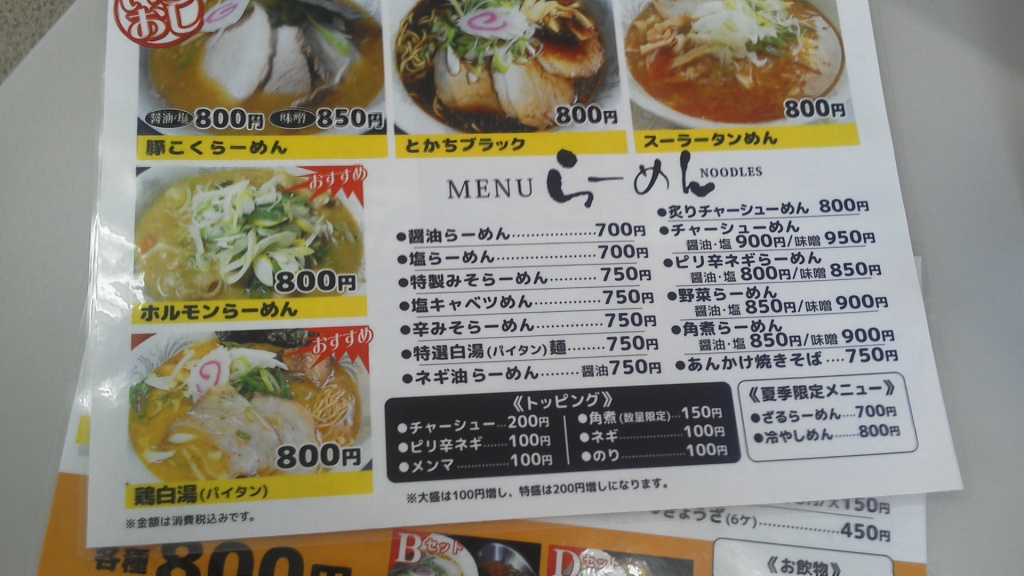 おし
醤油・塩 800円 味噌 850円
豚こくらーめん
800円
とかちブラック
800円
スーラータンめん
おすすめ
800円
ホルモンらーめん
おすすめ
800円
鶏白湯(パイタン)
※金額は消費税込みです。
MENU らーめん NOODLES
●醤油らーめん……………700円
●塩らーめん………………700円
●特製みそらーめん………750円
●塩キャベツめん…………750円
●辛みそらーめん…………750円
●特選白湯(パイタン)麺……750円
●ネギ油らーめん………醤油750円
●炙りチャーシューめん 800円
●チャーシューめん
醤油・塩 900円/味噌 950円
●ピリ辛ネギらーめん
醤油・塩 800円/味噌 850円
●野菜らーめん
醤油・塩 850円/味噌 900円
●角煮らーめん
醤油・塩 850円/味噌 900円
●あんかけ焼きそば……750円
《トッピング》
●チャーシュー……200円
●ピリ辛ネギ………100円
●メンマ……………100円
●角煮(数量限定)……150円
●ネギ………………100円
●のり………………100円
《夏季限定メニュー》
●ざるらーめん……700円
●冷やしめん………800円
※大盛は100円増し、特盛は200円増しになります。
150円
●ぎょうざ(6ケ)………………450円
《お飲物》
各種800円
Bセット
Dセット